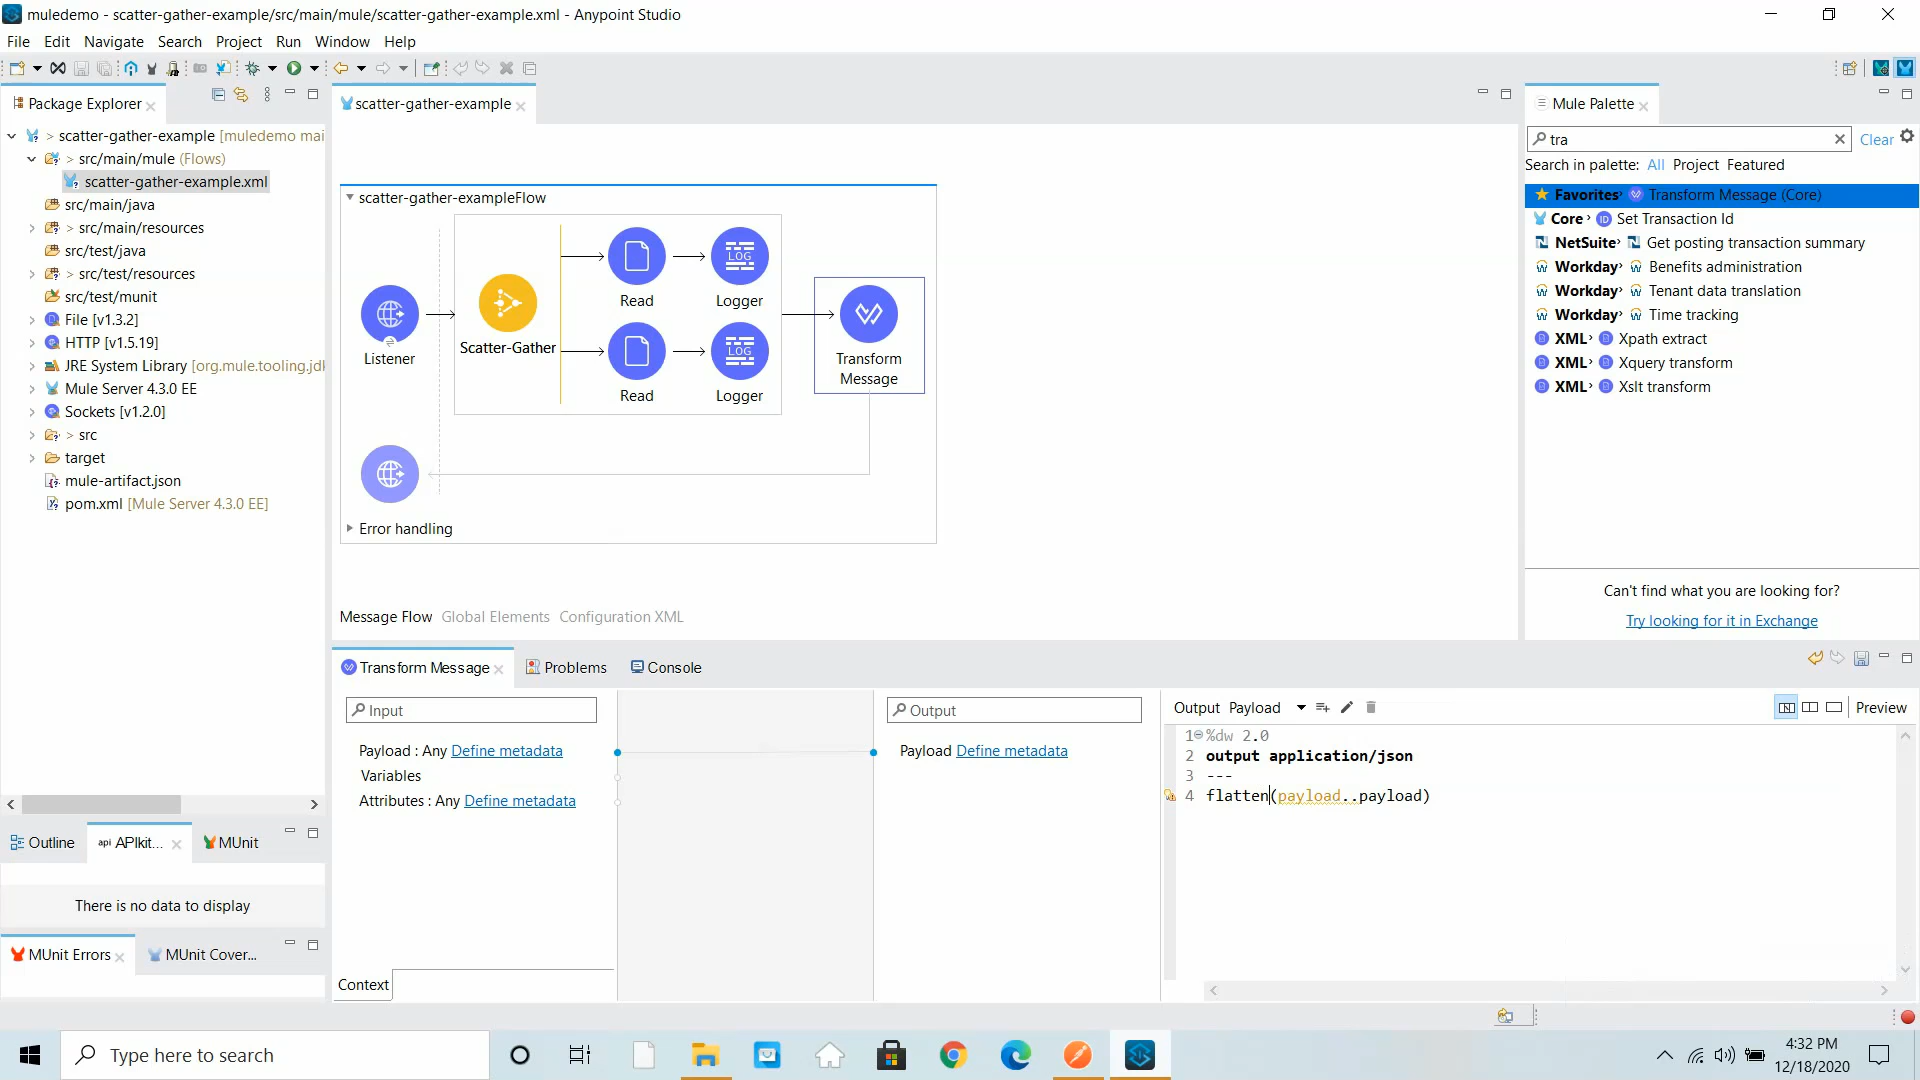 muledemo - scatter-gather-example/src/main/mule/scatter-gather-example.xml - Anypoint Studio
File Edit Navigate Search Project Run Window Help
Package Explorer
scatter-gather-example
Mule Palette
> scatter-gather-example [muledemo mai
> src/main/mule (Flows)
scatter-gather-example.xml
src/main/java
> src/main/resources
src/test/java
> src/test/resources
src/test/munit
File [v1.3.2]
HTTP [v1.5.19]
JRE System Library [org.mule.tooling.jdk
Mule Server 4.3.0 EE
Sockets [v1.2.0]
> src
target
mule-artifact.json
pom.xml [Mule Server 4.3.0 EE]
scatter-gather-exampleFlow
Listener
Scatter-Gather
Read
LOG
Logger
Read
LOG
Logger
Transform
Message
Error handling
Message Flow Global Elements Configuration XML
tra
Clear
Search in palette: All Project Featured
Favorites Transform Message (Core)
Core ID Set Transaction Id
NetSuite Get posting transaction summary
Workday Benefits administration
Workday Tenant data translation
Workday Time tracking
XML Xpath extract
XML Xquery transform
XML Xslt transform
Can't find what you are looking for?
Try looking for it in Exchange
Outline
api APIkit...
MUnit
There is no data to display
MUnit Errors
MUnit Cover...
Transform Message
Problems
Console
Input
Payload : Any Define metadata
Variables
Attributes : Any Define metadata
Context
Output
Payload Define metadata
Output Payload
Preview
1 %dw 2.0
2 output application/json
3 ---
4 flatten(payload..payload)
Type here to search
4:32 PM
12/18/2020